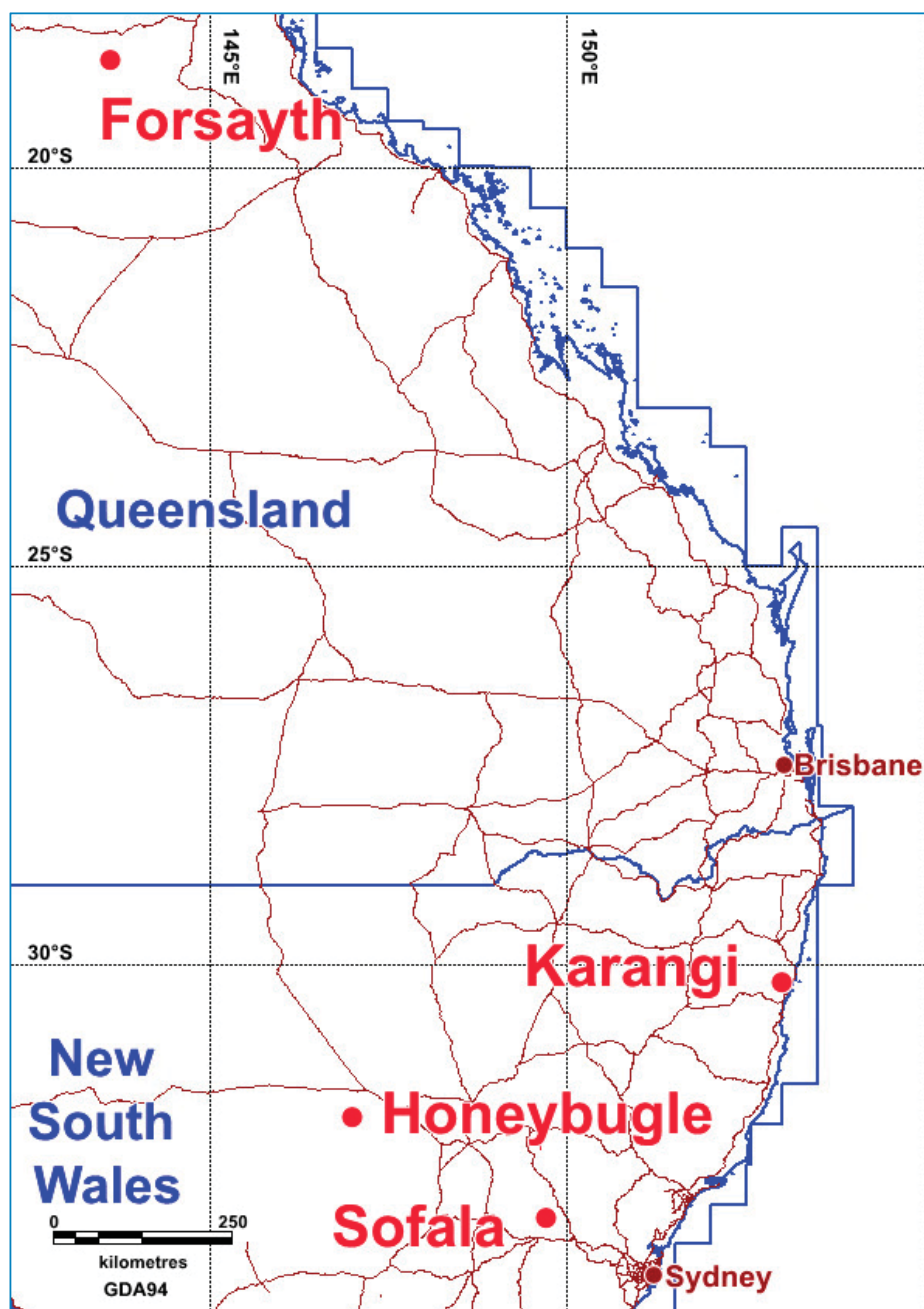 145°E
150°E
Forsayth
20°S
Queensland
25°S
Brisbane
30°S
Karangi
New
South
Wales
Honeybugle
Sofala
0 250
kilometres
GDA94
Sydney